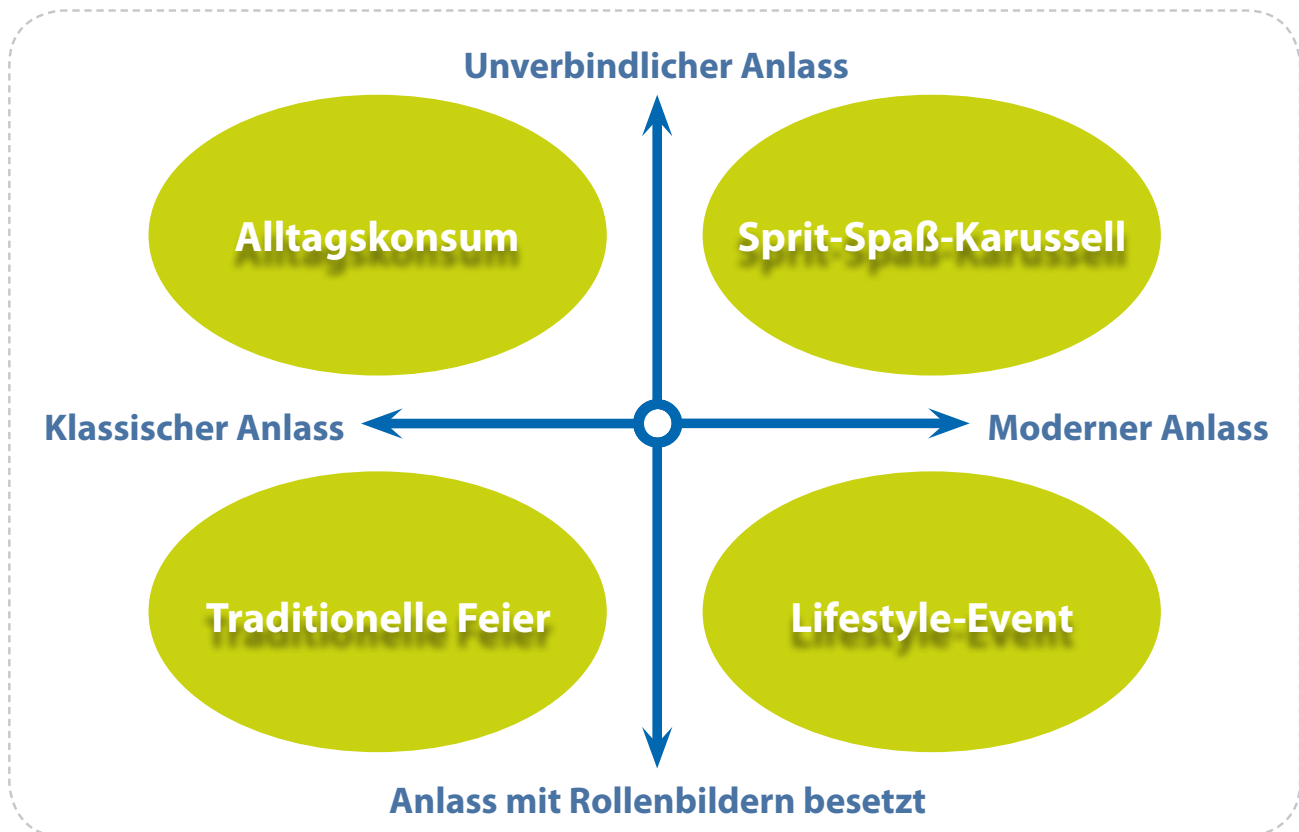 Unverbindlicher Anlass
Alltagskonsum
Sprit-Spaß-Karussell
Klassischer Anlass
Moderner Anlass
Traditionelle Feier
Lifestyle-Event
Anlass mit Rollenbildern besetzt